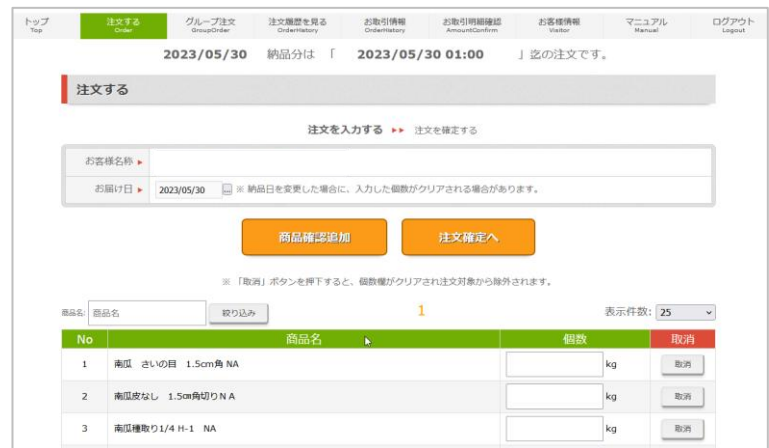 トップ 注文する グループ注文 注文履歴を見る お取引情報 お取引明細確認 お客様情報 マニュアル ログアウト
Top Order GroupOrder OrderHistory OrderHistory AmountConfirm Visitor Manual Logout
2023/05/30 納品分は 「 2023/05/30 01:00 」迄の注文です。
注文する
注文を入力する ▸▸ 注文を確定する
お客様名称 ▸
お届け日 ▸ 2023/05/30 ... ※ 納品日を変更した場合に、入力した個数がクリアされる場合があります。
商品確認追加 注文確定へ
※ 「取消」ボタンを押下すると、個数欄がクリアされ注文対象から除外されます。
商品名: 商品名 絞り込み 1 表示件数: 25
No 商品名 個数 取消
1 南瓜 さいの目 1.5cm角 NA kg 取消
2 南瓜皮なし 1.5㎝角切りN A kg 取消
3 南瓜種取り1/4 H-1 NA kg 取消